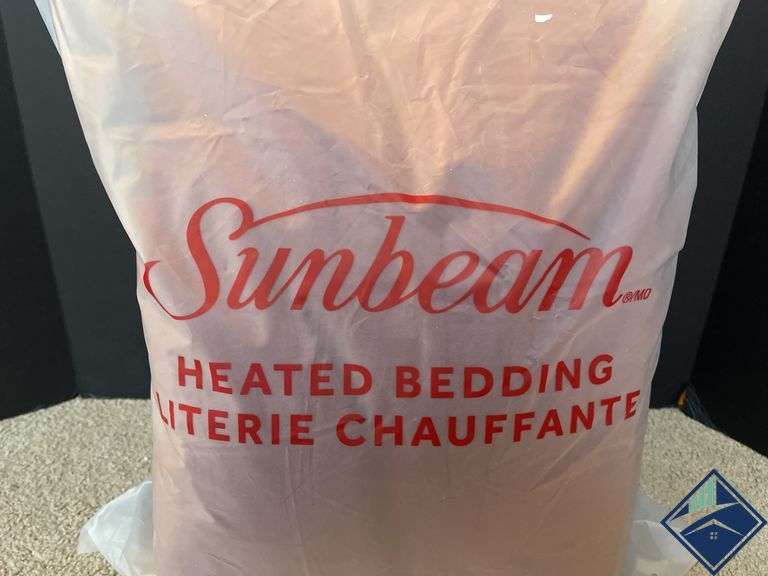 Sunbeam ®/MD
HEATED BEDDING
LITERIE CHAUFFANTE